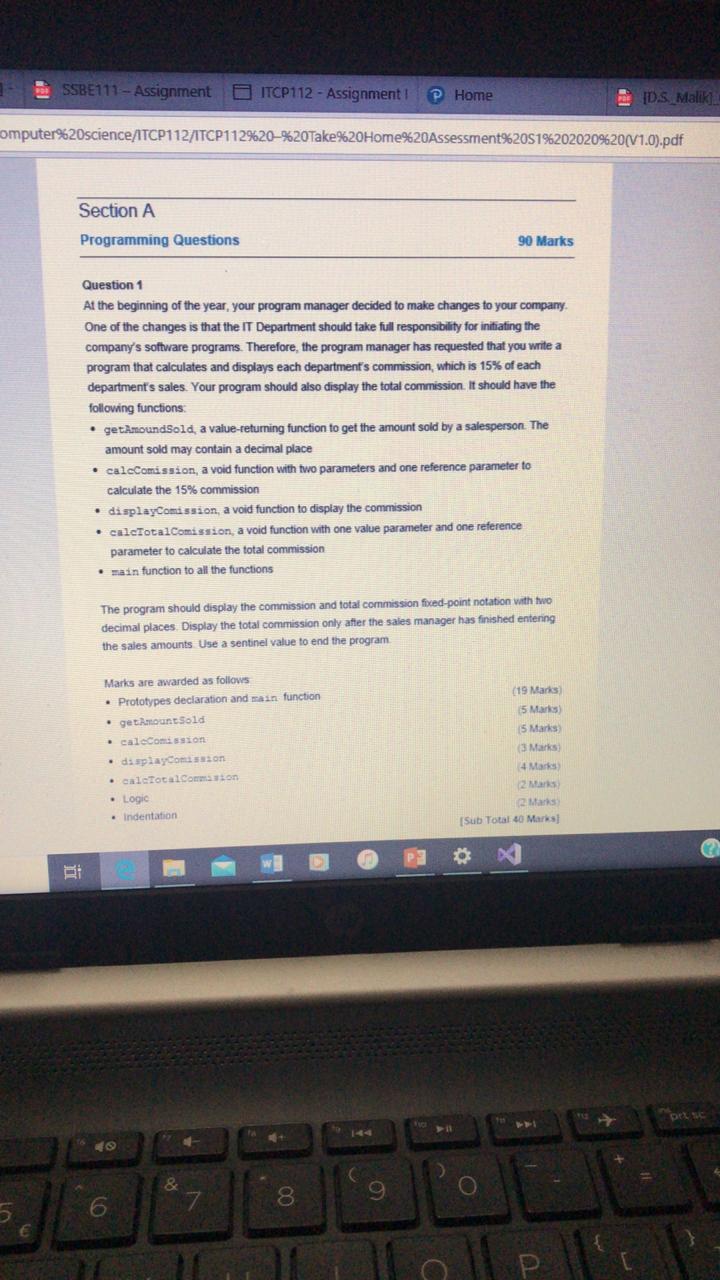 SSBE111 – Assignment
ITCP112 - Assignment I
Home
[D.S._Malik]
omputer%20science/ITCP112/ITCP112%20–%20Take%20Home%20Assessment%20S1%202020%20(V1.0).pdf
Section A
Programming Questions 90 Marks
Question 1
At the beginning of the year, your program manager decided to make changes to your company.
One of the changes is that the IT Department should take full responsibility for initiating the
company's software programs. Therefore, the program manager has requested that you write a
program that calculates and displays each department's commission, which is 15% of each
department's sales. Your program should also display the total commission. It should have the
following functions:
• getAmoundSold, a value-returning function to get the amount sold by a salesperson. The
amount sold may contain a decimal place
• calcComission, a void function with two parameters and one reference parameter to
calculate the 15% commission
• displayComission, a void function to display the commission
• calcTotalComission, a void function with one value parameter and one reference
parameter to calculate the total commission
• main function to all the functions
The program should display the commission and total commission fixed-point notation with two
decimal places. Display the total commission only after the sales manager has finished entering
the sales amounts. Use a sentinel value to end the program.
Marks are awarded as follows
• Prototypes declaration and main function (19 Marks)
• getAmountSold (5 Marks)
• calcComission (5 Marks)
• displayComission (3 Marks)
• calcTotalCommision (4 Marks)
• Logic (2 Marks)
• Indentation (2 Marks)
[Sub Total 40 Marks]
prt sc
& * ( ) _ +
5 6 7 8 9 0 - =
€
O P { [ }